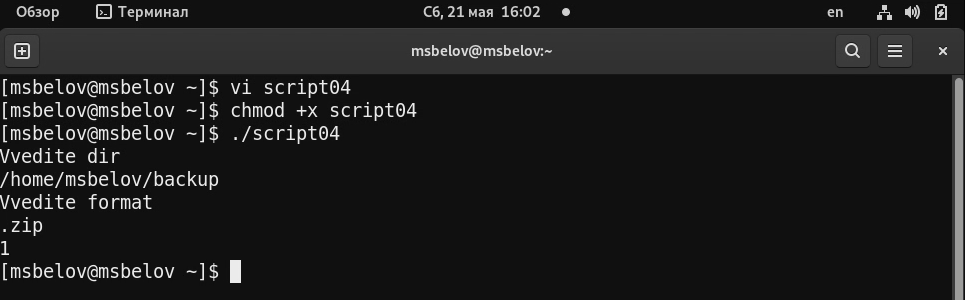 Обзор Терминал Сб, 21 мая 16:02 en
msbelov@msbelov:~
[msbelov@msbelov ~]$ vi script04
[msbelov@msbelov ~]$ chmod +x script04
[msbelov@msbelov ~]$ ./script04
Vvedite dir
/home/msbelov/backup
Vvedite format
.zip
1
[msbelov@msbelov ~]$